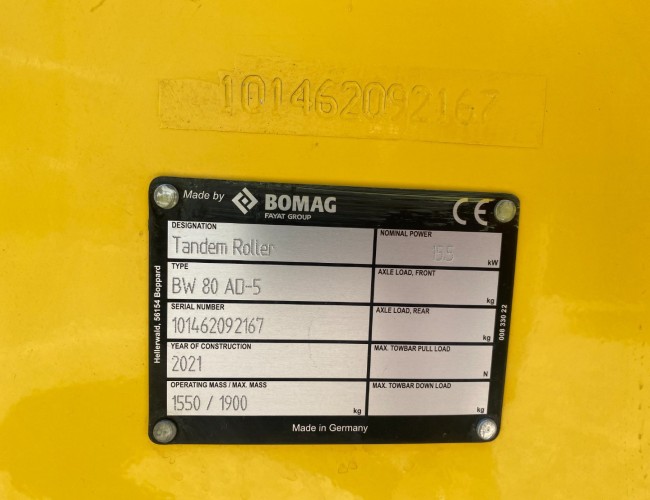 101462092167
Made by BOMAG
FAYAT GROUP
CE
DESIGNATION
Tandem Roller
NOMINAL POWER
kW
TYPE
BW 80 AD-5
AXLE LOAD, FRONT
kg
SERIAL NUMBER
101462092167
AXLE LOAD, REAR
kg
YEAR OF CONSTRUCTION
2021
MAX. TOWBAR PULL LOAD
N
OPERATING MASS / MAX. MASS
1550 / 1900 kg
MAX. TOWBAR DOWN LOAD
kg
Made in Germany
Hellerwald, 56154 Boppard
008 330 22